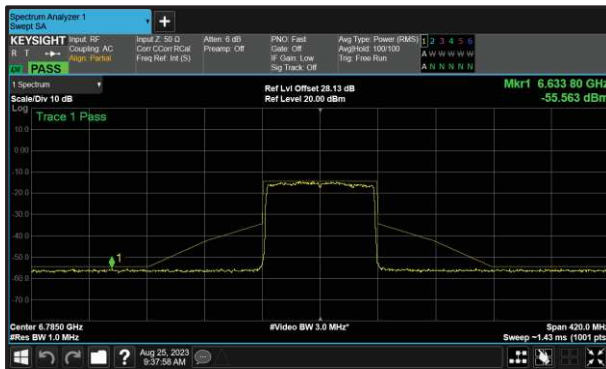 Spectrum Analyzer 1
Swept SA
+
KEYSIGHT
R T
PASS
Input: RF
Coupling: AC
Align: Partial
Input Z: 50 Ω
Corr CCorr RCal
Freq Ref: Int (S)
Atten: 6 dB
Preamp: Off
PNO: Fast
Gate: Off
IF Gain: Low
Sig Track: Off
Avg Type: Power (RMS)
Avg|Hold: 100/100
Trig: Free Run
1 2 3 4 5 6
A W W W W W
A N N N N N
1 Spectrum
Scale/Div 10 dB
Ref Lvl Offset 28.13 dB
Ref Level 20.00 dBm
Mkr1 6.633 80 GHz
-55.563 dBm
Log
Trace 1 Pass
10.0
0.00
-10.0
-20.0
-30.0
-40.0
-50.0
-60.0
-70.0
1
Center 6.7850 GHz
#Res BW 1.0 MHz
#Video BW 3.0 MHz*
Span 420.0 MHz
Sweep ~1.43 ms (1001 pts)
?
Aug 25, 2023
9:37:58 AM